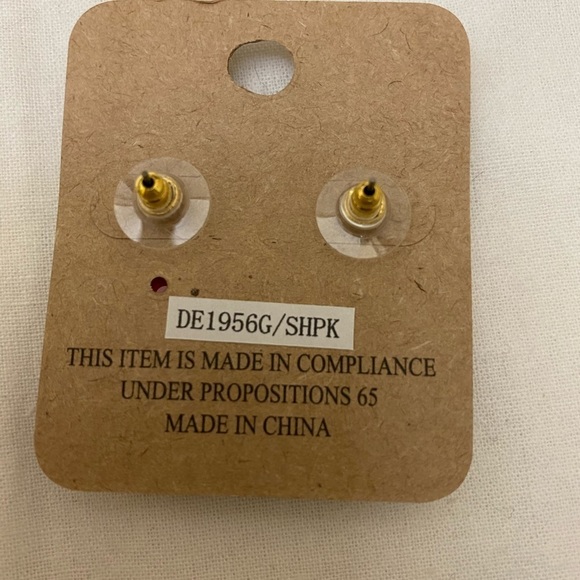 DE1956G/SHPK
THIS ITEM IS MADE IN COMPLIANCE
UNDER PROPOSITIONS 65
MADE IN CHINA